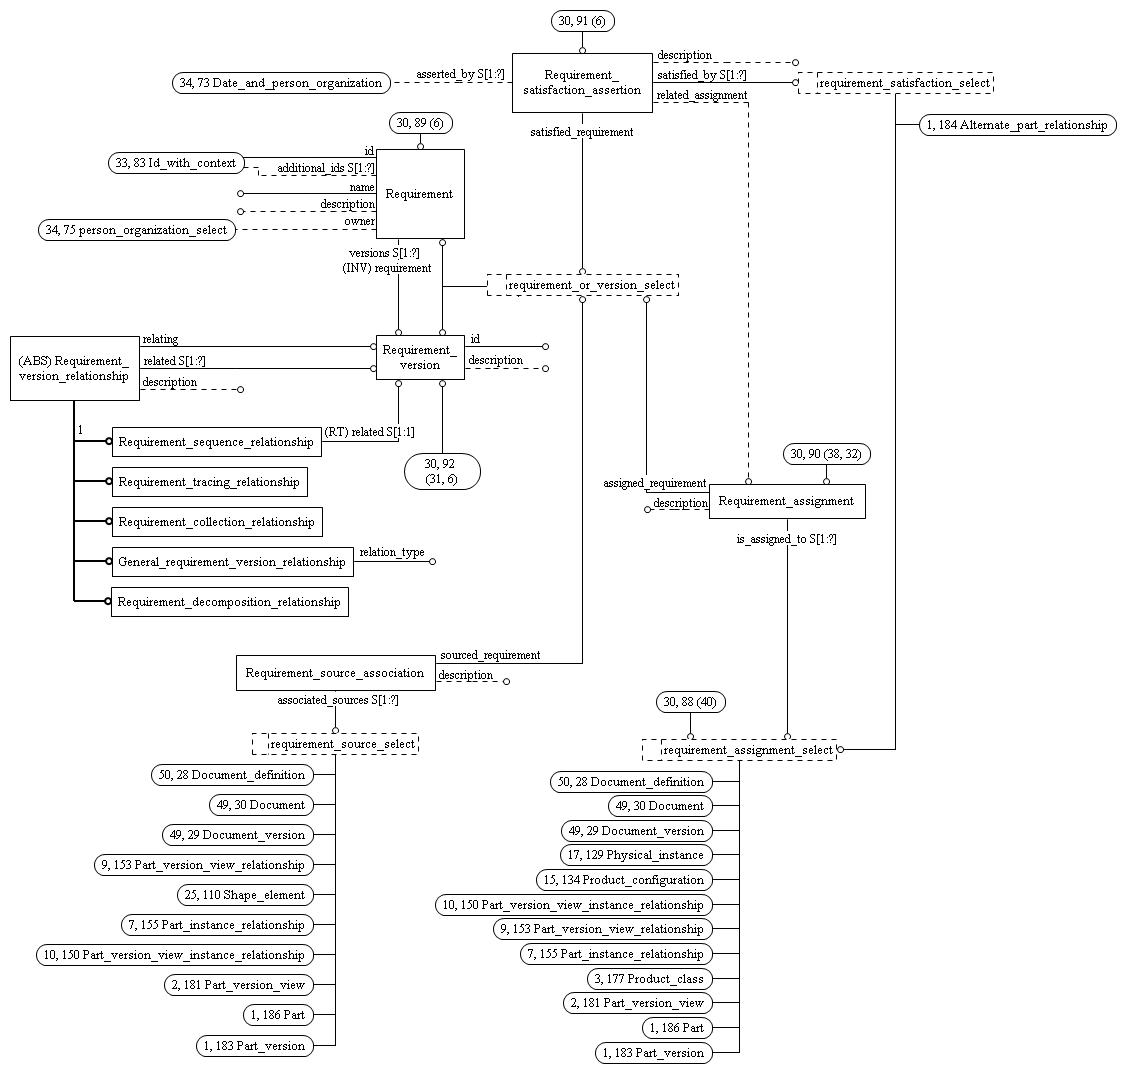 30, 91 (6)
description
34, 73 Date_and_person_organization
asserted_by S[1:?]
Requirement_
satisfaction_assertion
satisfied_by S[1:?]
requirement_satisfaction_select
related_assignment
30, 89 (6)
satisfied_requirement
1, 184 Alternate_part_relationship
33, 83 Id_with_context
id
additional_ids S[1:?]
name
Requirement
description
34, 75 person_organization_select
owner
versions S[1:?]
(INV) requirement
requirement_or_version_select
(ABS) Requirement_
version_relationship
relating
related S[1:?]
description
Requirement_
version
id
description
1
Requirement_sequence_relationship
(RT) related S[1:1]
30, 92
(31, 6)
30, 90 (38, 32)
Requirement_tracing_relationship
assigned_requirement
description
Requirement_assignment
Requirement_collection_relationship
is_assigned_to S[1:?]
General_requirement_version_relationship
relation_type
Requirement_decomposition_relationship
Requirement_source_association
sourced_requirement
description
associated_sources S[1:?]
30, 88 (40)
requirement_source_select
requirement_assignment_select
50, 28 Document_definition
49, 30 Document
49, 29 Document_version
9, 153 Part_version_view_relationship
25, 110 Shape_element
7, 155 Part_instance_relationship
10, 150 Part_version_view_instance_relationship
2, 181 Part_version_view
1, 186 Part
1, 183 Part_version
50, 28 Document_definition
49, 30 Document
49, 29 Document_version
17, 129 Physical_instance
15, 134 Product_configuration
10, 150 Part_version_view_instance_relationship
9, 153 Part_version_view_relationship
7, 155 Part_instance_relationship
3, 177 Product_class
2, 181 Part_version_view
1, 186 Part
1, 183 Part_version